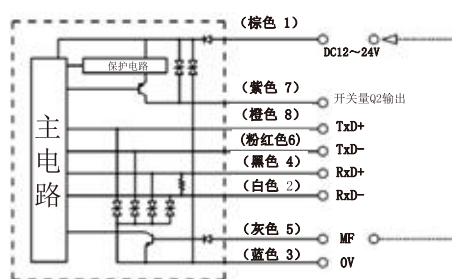 (棕色 1)
DC12～24V
保护电路
(紫色 7)
开关量Q2输出
(橙色 8)
TxD+
(粉红色6)
TxD-
(黑色 4)
RxD+
(白色 2)
RxD-
主电路
(灰色 5)
MF
(蓝色 3)
0V